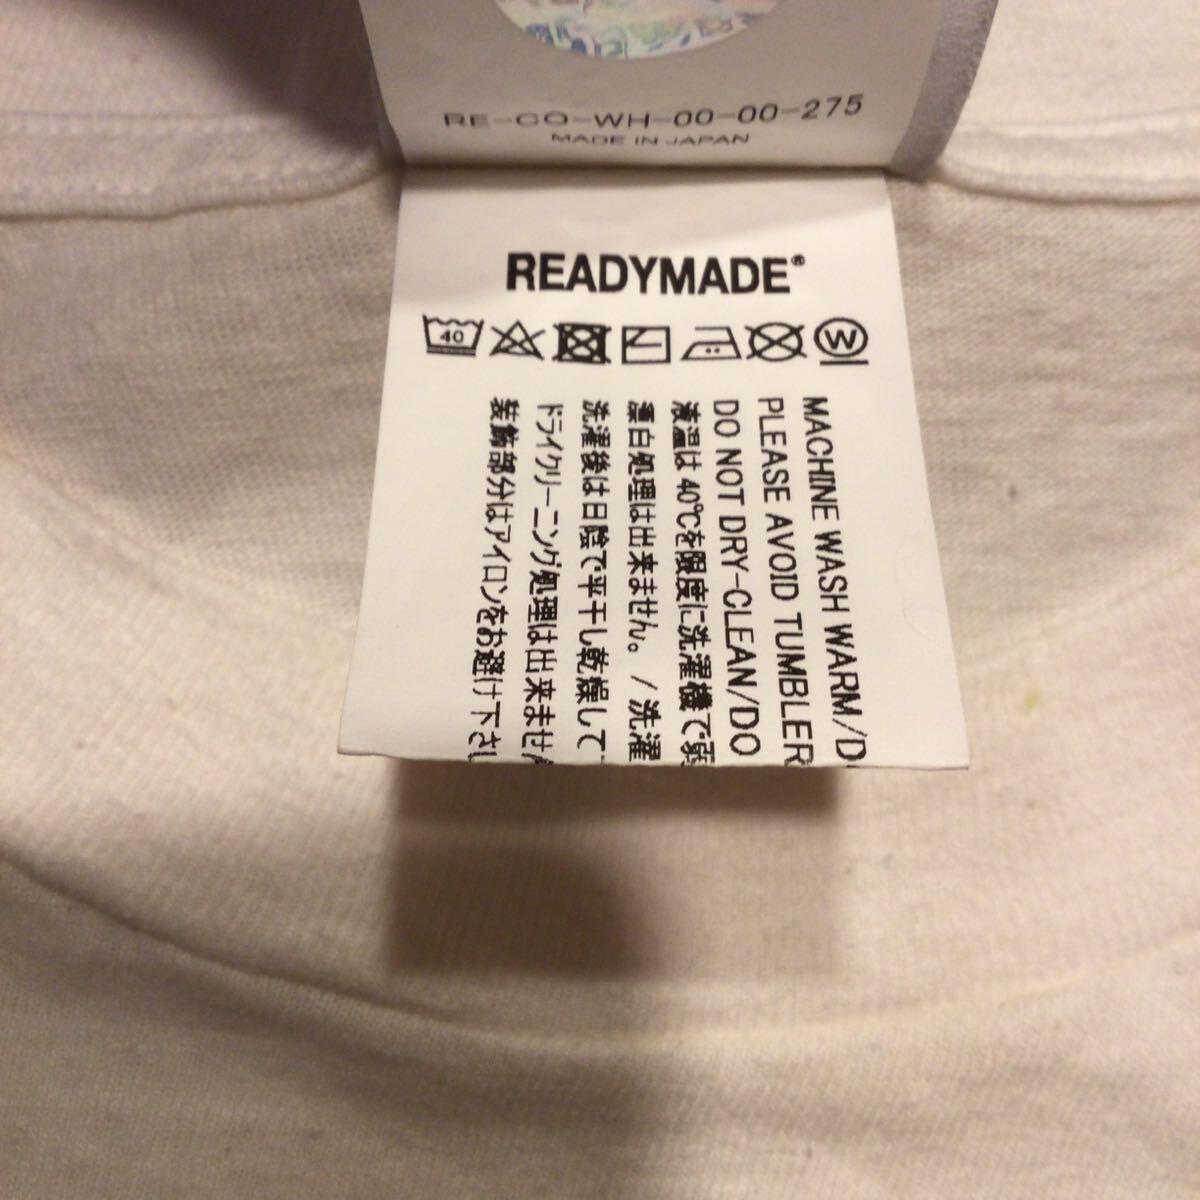 RE-CO-WH-00-00-275
MADE IN JAPAN
READYMADE®
40
W
MACHINE WASH WARM/D
PLEASE AVOID TUMBLER
DO NOT DRY-CLEAN/DO
液温は 40℃を限度に洗濯機で弱
漂白処理は出来ません。/ 洗濯
洗濯後は日陰で平干し乾燥して
ドライクリーニング処理は出来ません
装飾部分はアイロンをお避け下さい